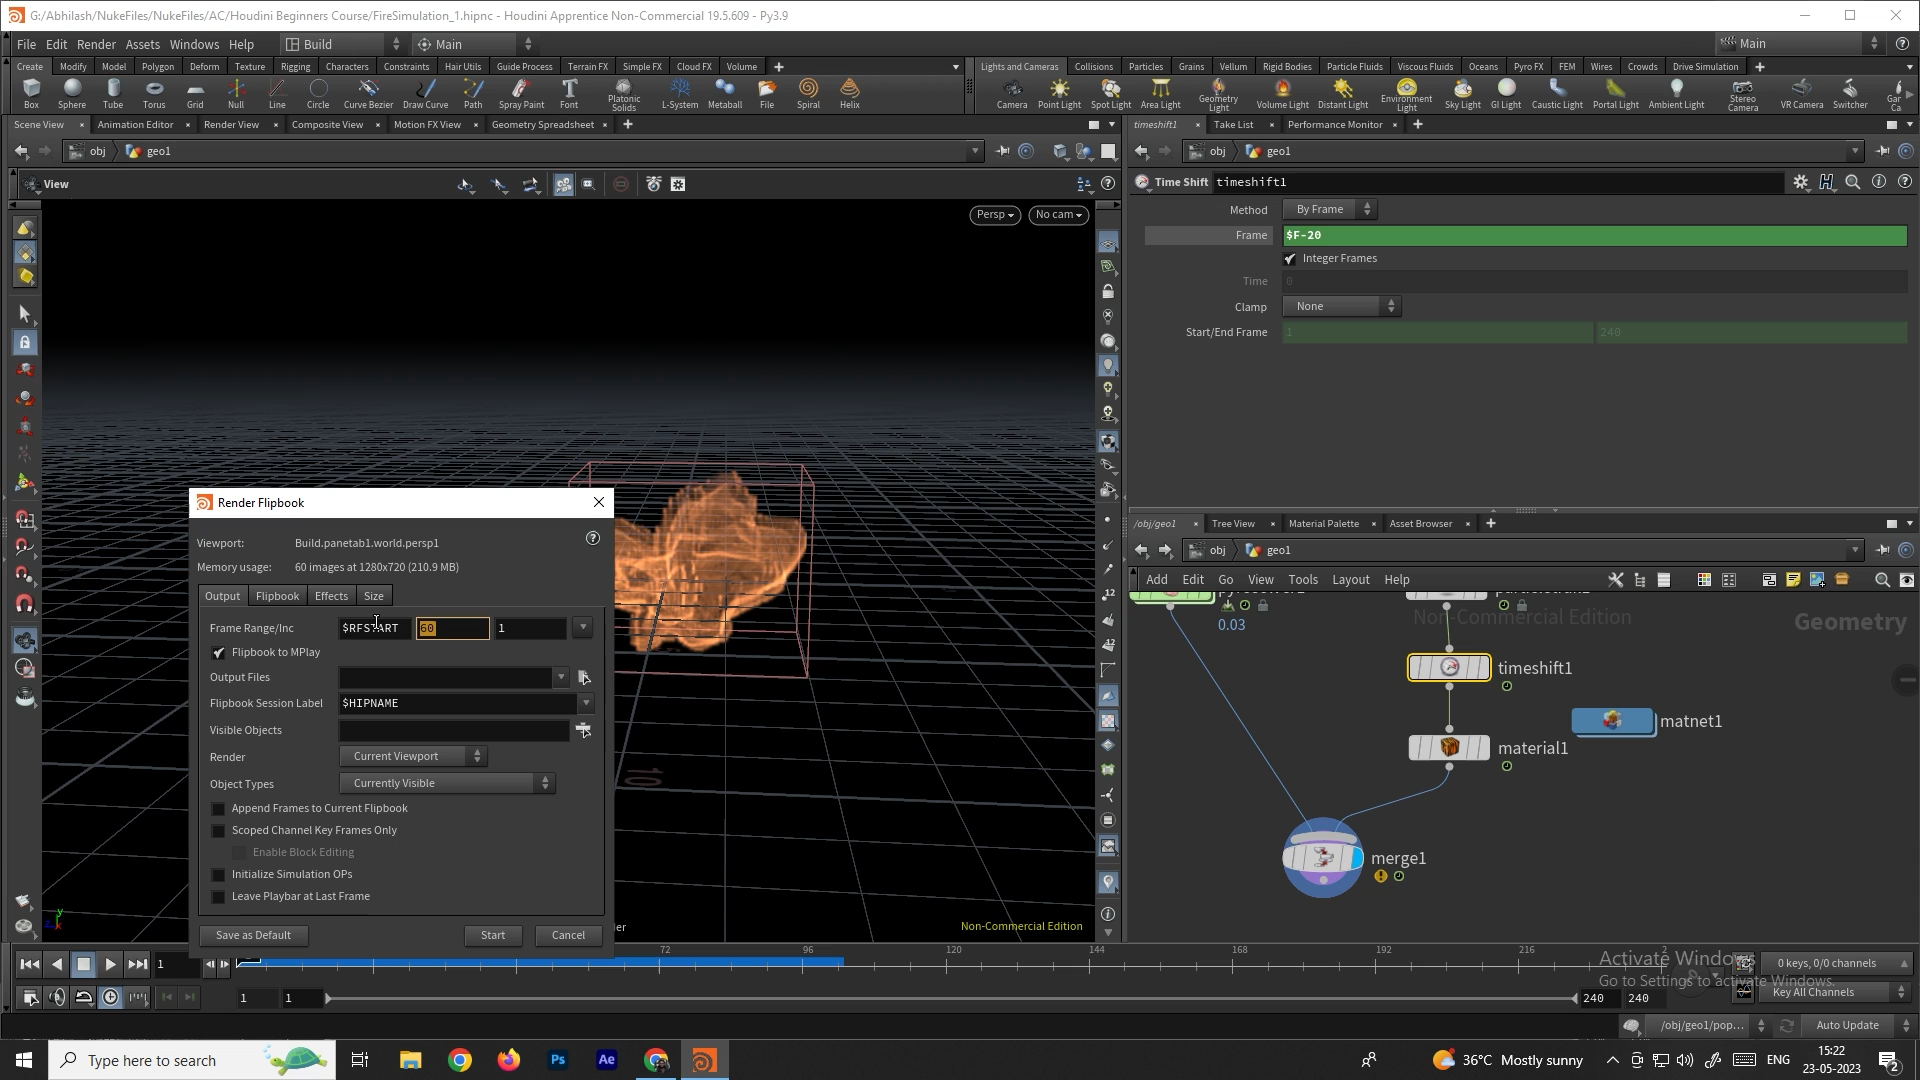 G:/Abhilash/NukeFiles/NukeFiles/AC/Houdini Beginners Course/FireSimulation_1.hipnc - Houdini Apprentice Non-Commercial 19.5.609 - Py3.9
File Edit Render Assets Windows Help Build Main Main
Create Modify Model Polygon Deform Texture Rigging Characters Constraints Hair Utils Guide Process Terrain FX Simple FX Cloud FX Volume
Lights and Cameras Collisions Particles Grains Vellum Rigid Bodies Particle Fluids Viscous Fluids Oceans Pyro FX FEM Wires Crowds Drive Simulation
Box Sphere Tube Torus Grid Null Line Circle Curve Bezier Draw Curve Path Spray Paint Font Platonic Solids L-System Metaball File Spiral Helix
Camera Point Light Spot Light Area Light Geometry Light Volume Light Distant Light Environment Light Sky Light GI Light Caustic Light Portal Light Ambient Light Stereo Camera VR Camera Switcher Gar Ca
Scene View Animation Editor Render View Composite View Motion FX View Geometry Spreadsheet
timeshift1 Take List Performance Monitor
obj geo1
obj geo1
View
Persp No cam
Time Shift timeshift1
Method By Frame
Frame $F-20
Integer Frames
Time 0
Clamp None
Start/End Frame 1 240
Render Flipbook
Viewport: Build.panetab1.world.persp1
Memory usage: 60 images at 1280x720 (210.9 MB)
Output Flipbook Effects Size
Frame Range/Inc $RFSTART 60 1
Flipbook to MPlay
Output Files
Flipbook Session Label $HIPNAME
Visible Objects
Render Current Viewport
Object Types Currently Visible
Append Frames to Current Flipbook
Scoped Channel Key Frames Only
Enable Block Editing
Initialize Simulation OPs
Leave Playbar at Last Frame
Save as Default Start Cancel
10
Non-Commercial Edition
/obj/geo1 Tree View Material Palette Asset Browser
obj geo1
Add Edit Go View Tools Layout Help
Non-Commercial Edition
Geometry
0.03
timeshift1
matnet1
material1
merge1
1 72 96 120 144 168 192 216
1 1 240 240
Activate Windows
Go to Settings to activate Windows.
0 keys, 0/0 channels
Key All Channels
/obj/geo1/pop... Auto Update
Type here to search
Ps Ae
36°C Mostly sunny
ENG
15:22
23-05-2023
2